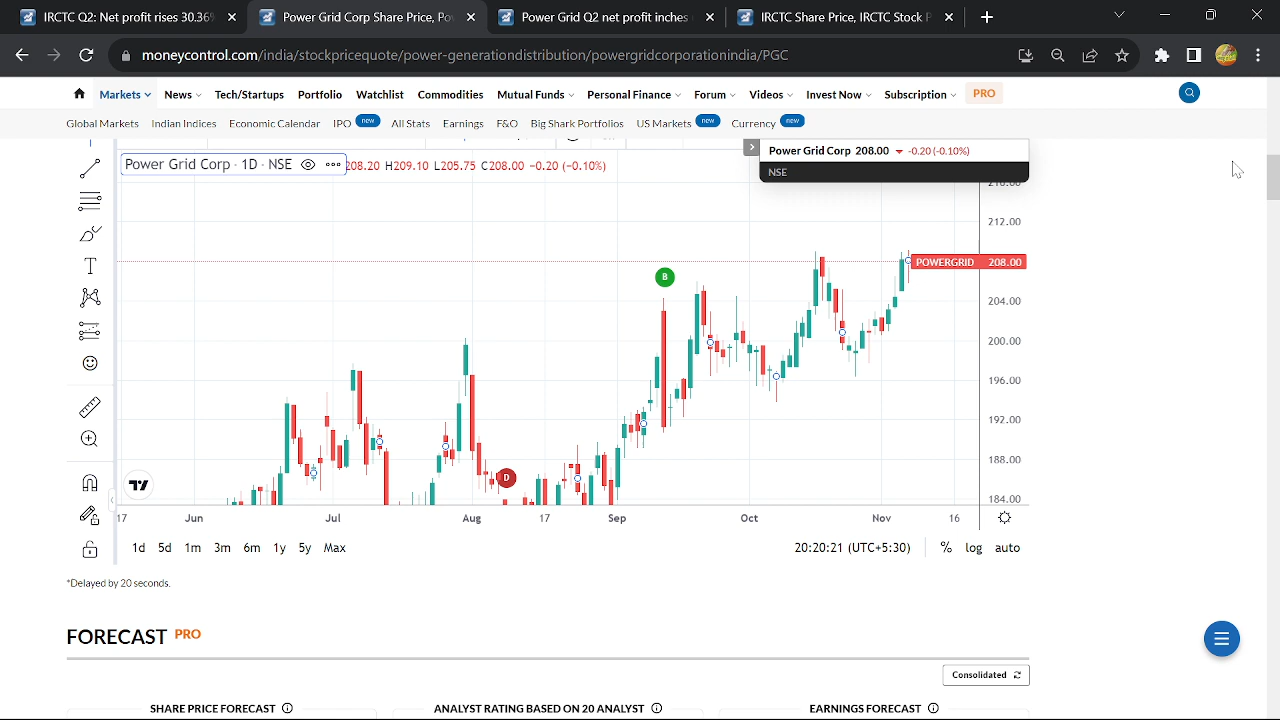 IRCTC Q2: Net profit rises 30.36%
Power Grid Corp Share Price, Po
Power Grid Q2 net profit inches
IRCTC Share Price, IRCTC Stock P
moneycontrol.com/india/stockpricequote/power-generationdistribution/powergridcorporationindia/PGC
Markets News Tech/Startups Portfolio Watchlist Commodities Mutual Funds Personal Finance Forum Videos Invest Now Subscription PRO
Global Markets Indian Indices Economic Calendar IPO new All Stats Earnings F&O Big Shark Portfolios US Markets new Currency new
Power Grid Corp · 1D · NSE 208.20 H209.10 L205.75 C208.00 -0.20 (-0.10%)
Power Grid Corp 208.00 -0.20 (-0.10%)
NSE
212.00
POWERGRID 208.00
B
204.00
200.00
196.00
192.00
188.00
D
184.00
17 Jun Jul Aug 17 Sep Oct Nov 16
1d 5d 1m 3m 6m 1y 5y Max 20:20:21 (UTC+5:30) % log auto
*Delayed by 20 seconds.
FORECAST PRO
Consolidated
SHARE PRICE FORECAST ANALYST RATING BASED ON 20 ANALYST EARNINGS FORECAST